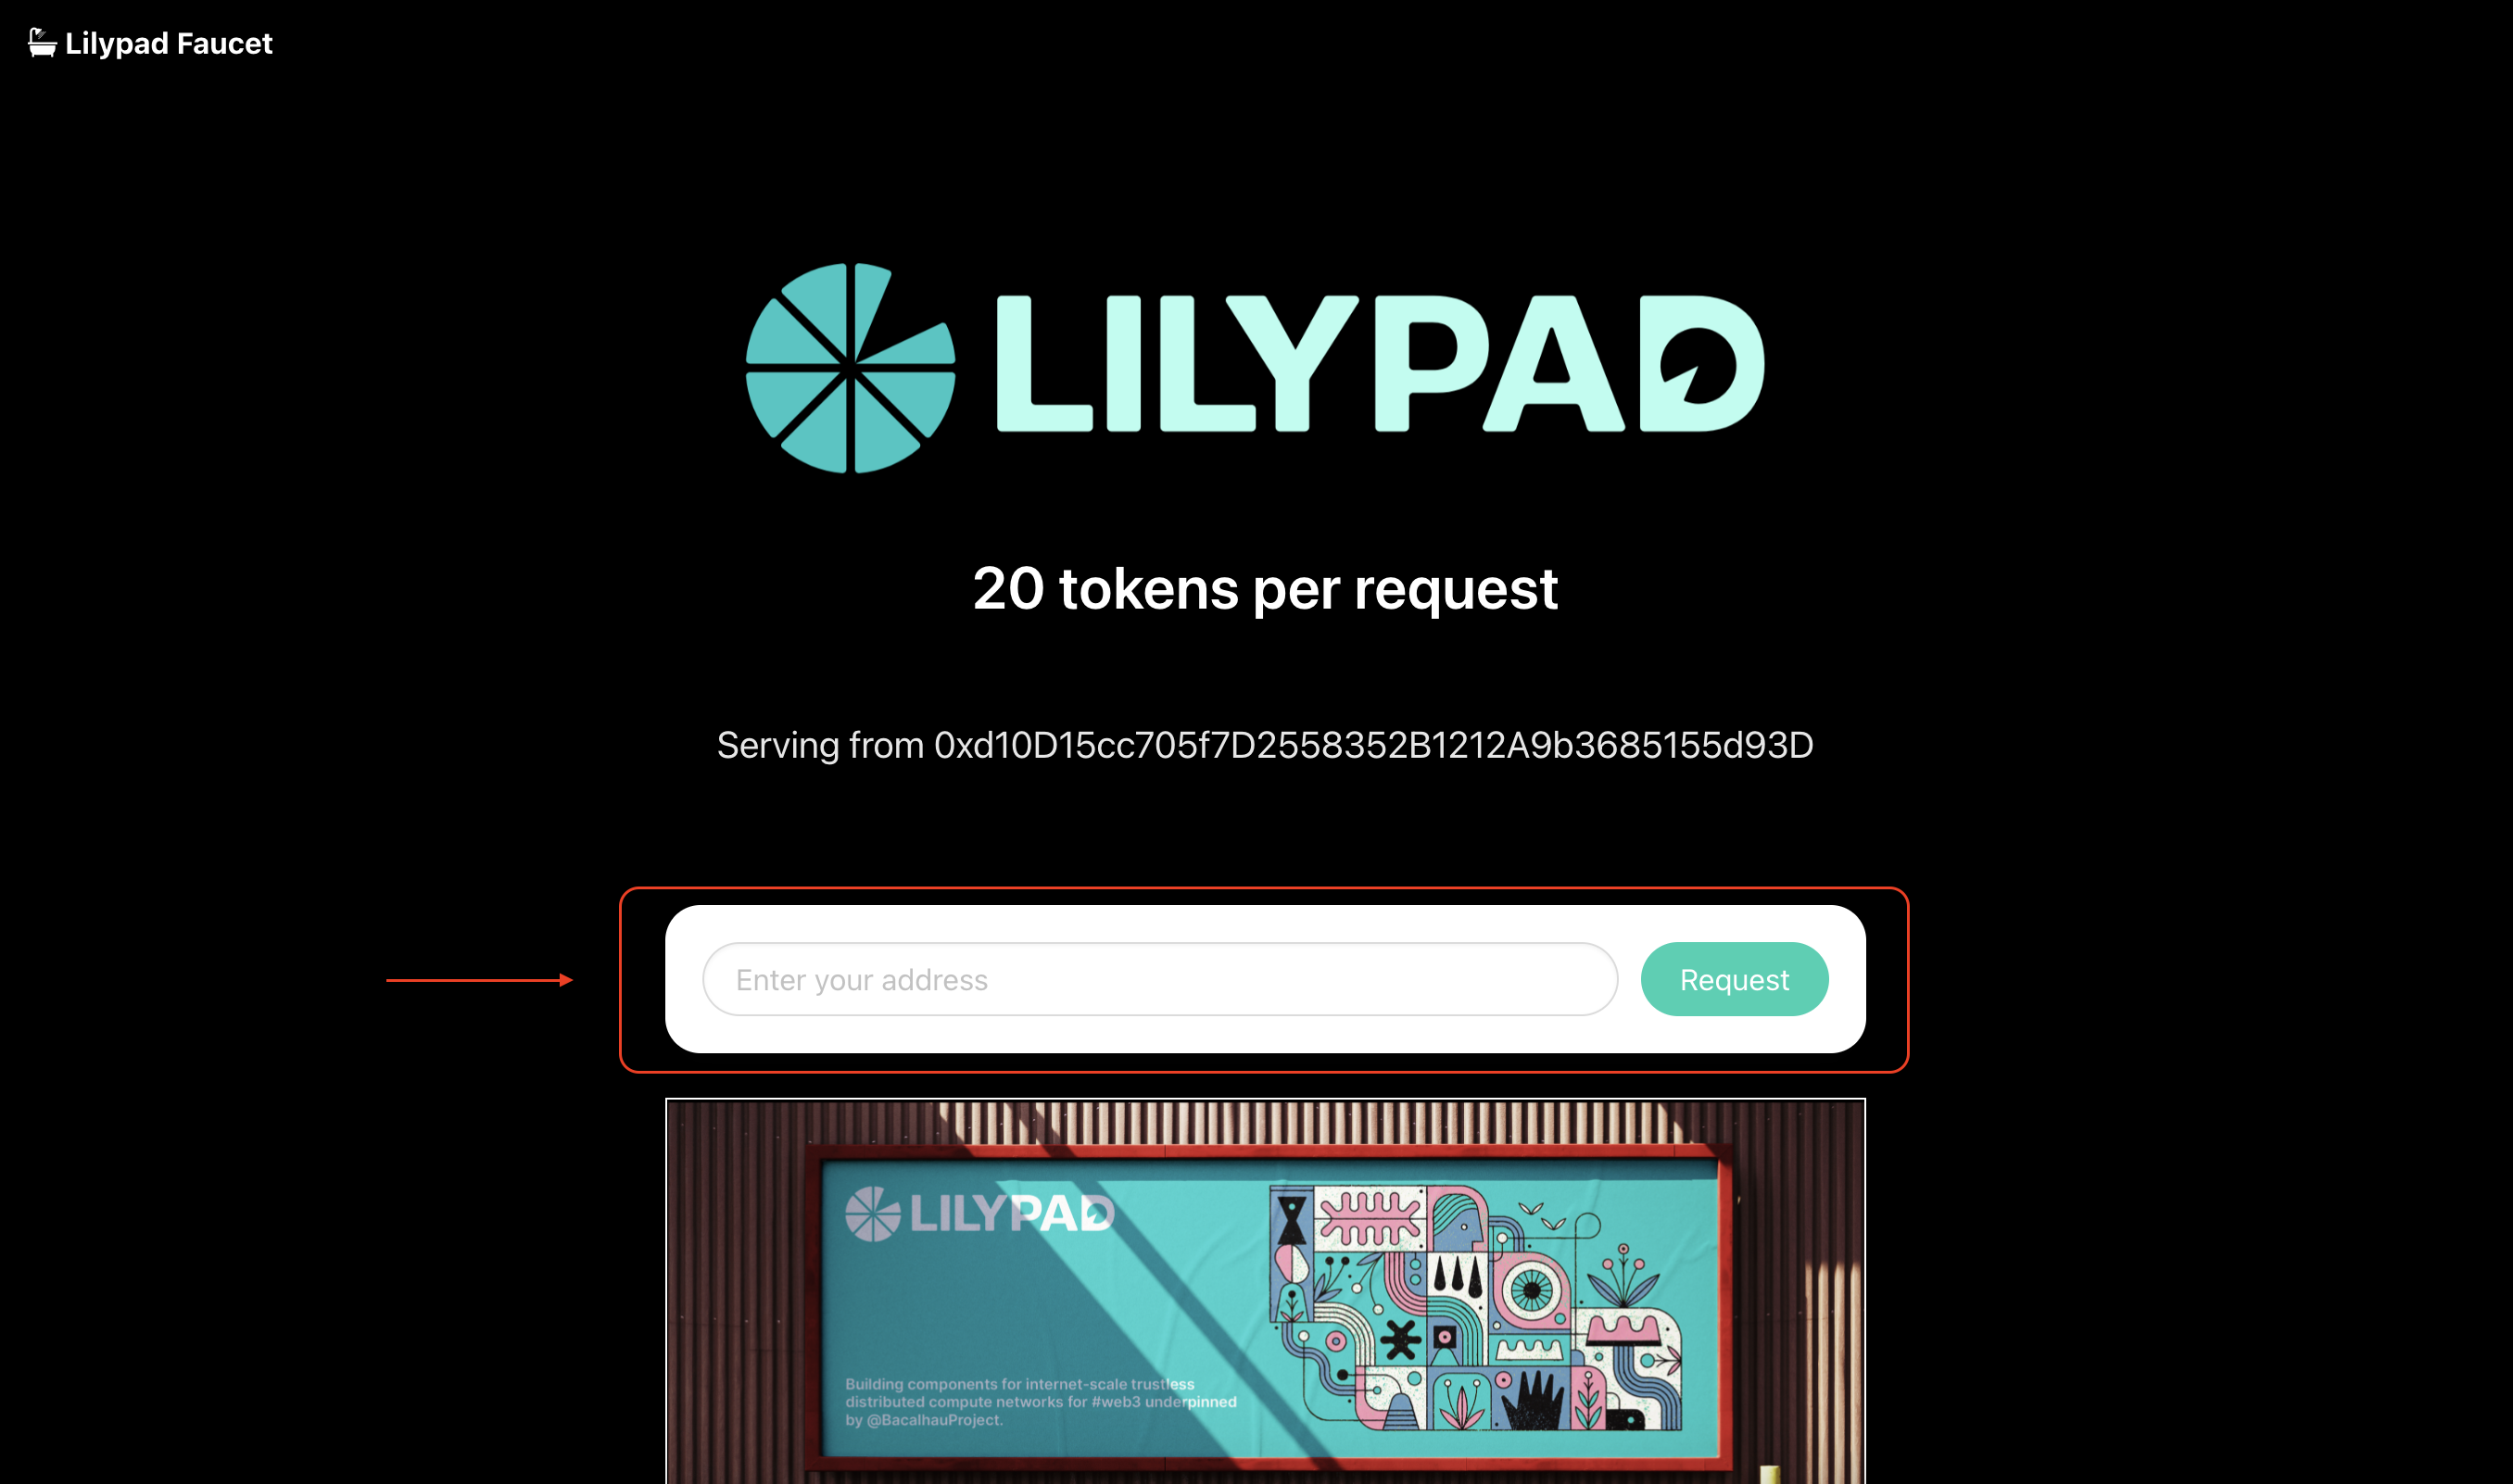 Lilypad Faucet
LILYPAD
20 tokens per request
Serving from 0xd10D15cc705f7D2558352B1212A9b3685155d93D
Enter your address
Request
LILYPAD
Building components for internet-scale trustless
distributed compute networks for #web3 underpinned
by @BacalhauProject.